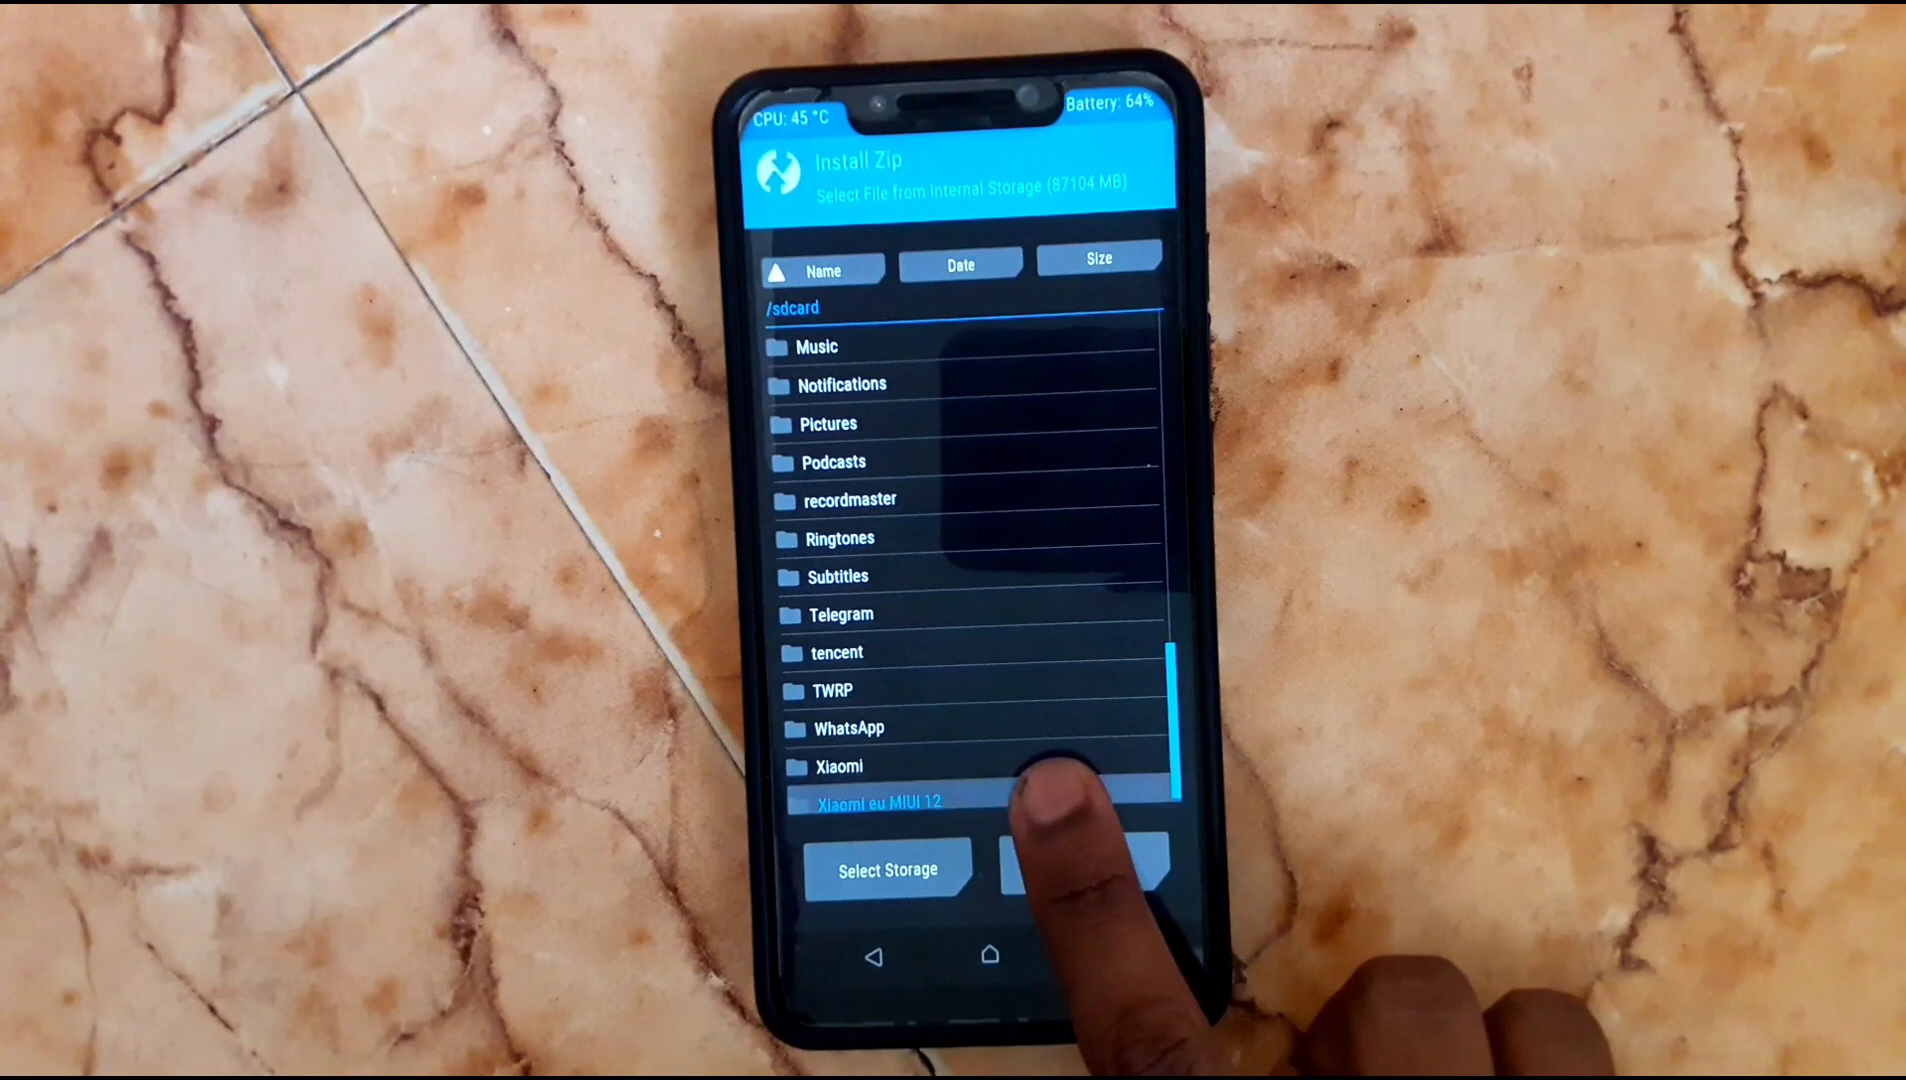 CPU: 45 °C
Battery: 64%
Install Zip
Select File from Internal Storage (87104 MB)
Name
Date
Size
/sdcard
Music
Notifications
Pictures
Podcasts
recordmaster
Ringtones
Subtitles
Telegram
tencent
TWRP
WhatsApp
Xiaomi
Xiaomi eu MIUI 12
Select Storage